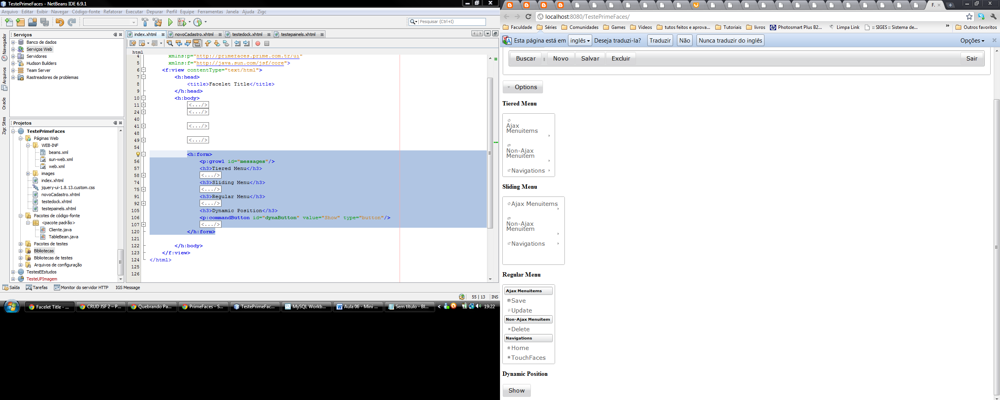 TestePrimeFaces - NetBeans IDE 6.9.1
Arquivo Editar Exibir Navegar Código-fonte Refatorar Executar Depurar Perfil Equipe Ferramentas Janela Ajuda Zigc
Pesquisar (Ctrl+I)
Navegador
Arquivos
Oracle
Zigc Sites
Serviços
Banco de dados
Serviços Web
Servidores
Hudson Builders
Team Server
Rastreadores de problemas
Projetos
TestePrimeFaces
Páginas Web
WEB-INF
beans.xml
sun-web.xml
web.xml
images
index.xhtml
jquery-ui-1.8.13.custom.css
novoCadastro.xhtml
testedock.xhtml
testepainels.xhtml
Pacotes de código-fonte
<pacote padrão>
Cliente.java
TableBean.java
Pacotes de testes
Bibliotecas
Bibliotecas de testes
Arquivos de configuração
TestesEEstudos
TesteUPImagem
index.xhtml novoCadastro.xhtml testedock.xhtml testepainels.xhtml
html
4 xmlns:p="http://primefaces.prime.com.tr/ui"
5 xmlns:f="http://java.sun.com/jsf/core">
6 <f:view contentType="text/html">
7 <h:head>
8 <title>Facelet Title</title>
9 </h:head>
10 <h:body>
11 <.../>
24 <.../>
40
41 <.../>
48
49 <.../>
54
<h:form>
56 <p:growl id="messages"/>
57 <h3>Tiered Menu</h3>
58 <.../>
74 <h3>Sliding Menu</h3>
75 <.../>
91 <h3>Regular Menu</h3>
92 <.../>
105 <h3>Dynamic Position</h3>
106 <p:commandButton id="dynaButton" value="Show" type="button"/>
107 <.../>
120 </h:form>
121
122 </h:body>
123 </f:view>
124 </html>
125
126
Saída Tarefas Monitor do servidor HTTP IGS Message
55 | 13 INS
Facelet Title - ... CRUD JSF 2 – P... Quebrando Pa... PrimeFaces - S... TestePrimeFac... MySQL Workb... Aula 06 - Mini ... Sem título - Bl... < 19:22
F.
localhost:8080/TestePrimeFaces/
Faculdade Séries Comunidades Games Videos tutos feitos e aprova... Tutoriais livros Photosmart Plus B2... Limpa Link :: SIGES :: Sistema de... » Outros favoritos
Esta página está em inglês Deseja traduzi-la? Traduzir Não Nunca traduzir do inglês Opções
Buscar Novo Salvar Excluir Sair
Options
Tiered Menu
Ajax
Menuitems
Non-Ajax
Menuitem
Navigations
Sliding Menu
Ajax Menuitems
Non-Ajax
Menuitem
Navigations
Regular Menu
Ajax Menuitems
Save
Update
Non-Ajax Menuitem
Delete
Navigations
Home
TouchFaces
Dynamic Position
Show